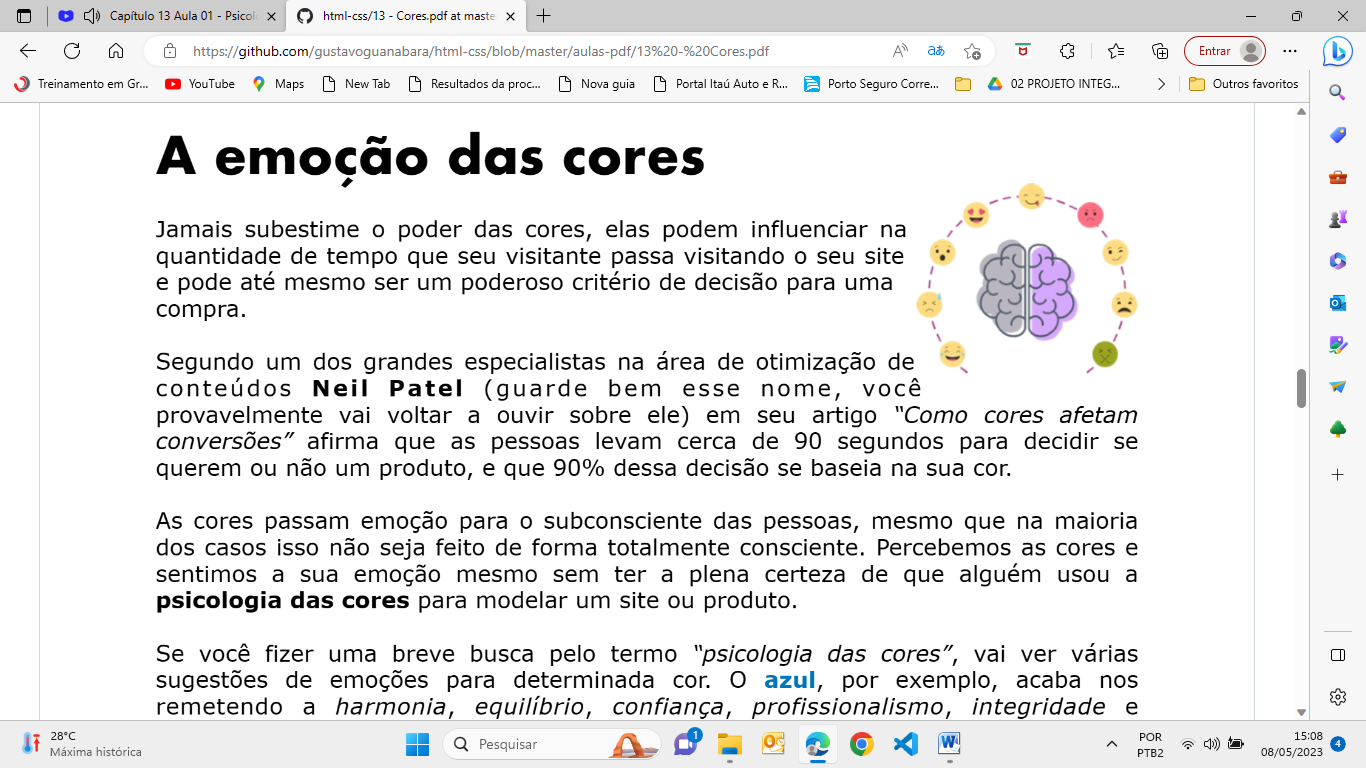 Capítulo 13 Aula 01 - Psicol
html-css/13 - Cores.pdf at maste
https://github.com/gustavoguanabara/html-css/blob/master/aulas-pdf/13%20-%20Cores.pdf
Entrar
Treinamento em Gr...
YouTube
Maps
New Tab
Resultados da proc...
Nova guia
Portal Itaú Auto e R...
Porto Seguro Corre...
02 PROJETO INTEG...
Outros favoritos
A emoção das cores
Jamais subestime o poder das cores, elas podem influenciar na
quantidade de tempo que seu visitante passa visitando o seu site
e pode até mesmo ser um poderoso critério de decisão para uma
compra.
Segundo um dos grandes especialistas na área de otimização de
conteúdos Neil Patel (guarde bem esse nome, você
provavelmente vai voltar a ouvir sobre ele) em seu artigo “Como cores afetam
conversões” afirma que as pessoas levam cerca de 90 segundos para decidir se
querem ou não um produto, e que 90% dessa decisão se baseia na sua cor.
As cores passam emoção para o subconsciente das pessoas, mesmo que na maioria
dos casos isso não seja feito de forma totalmente consciente. Percebemos as cores e
sentimos a sua emoção mesmo sem ter a plena certeza de que alguém usou a
psicologia das cores para modelar um site ou produto.
Se você fizer uma breve busca pelo termo “psicologia das cores”, vai ver várias
sugestões de emoções para determinada cor. O azul, por exemplo, acaba nos
remetendo a harmonia, equilíbrio, confiança, profissionalismo, integridade e
28°C
Máxima histórica
Pesquisar
1
POR
PTB2
15:08
08/05/2023
4